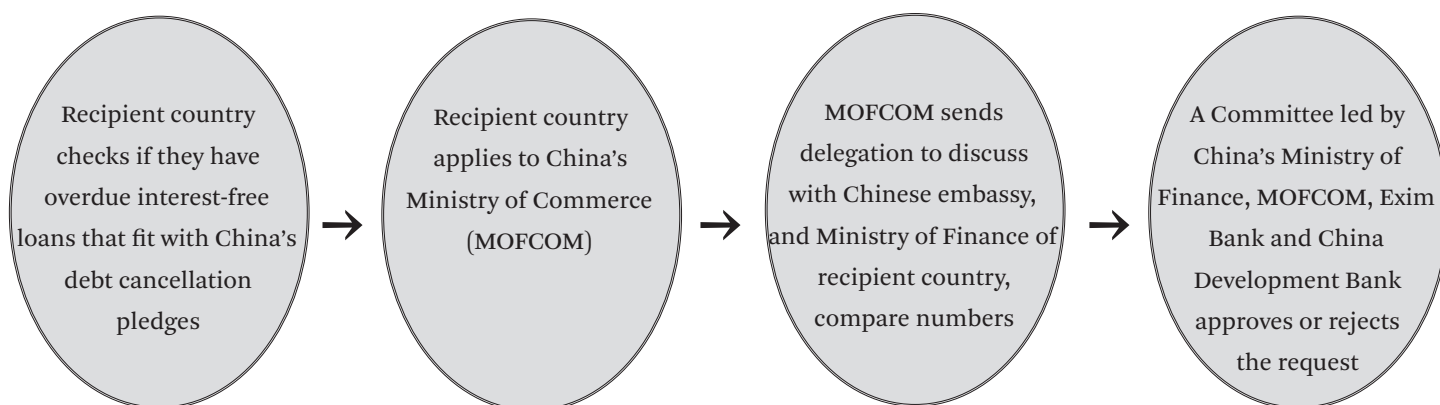 Recipient country
checks if they have
overdue interest-free
loans that fit with China’s
debt cancellation
pledges
Recipient country
applies to China’s
Ministry of Commerce
(MOFCOM)
MOFCOM sends
delegation to discuss
with Chinese embassy,
and Ministry of Finance of
recipient country,
compare numbers
A Committee led by
China’s Ministry of
Finance, MOFCOM, Exim
Bank and China
Development Bank
approves or rejects
the request